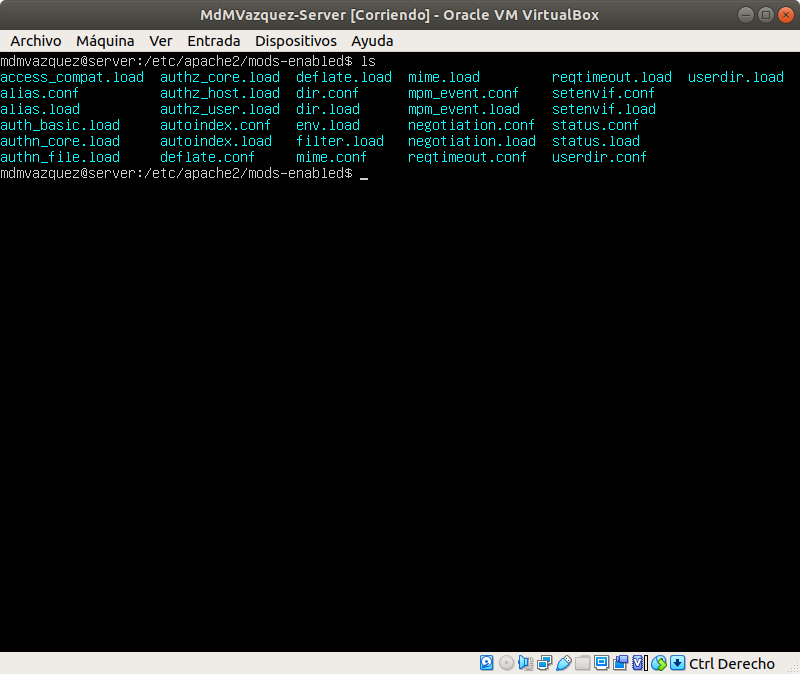 MdMVazquez-Server [Corriendo] - Oracle VM VirtualBox
Archivo Máquina Ver Entrada Dispositivos Ayuda
mdmvazquez@server:/etc/apache2/mods-enabled$ ls
access_compat.load authz_core.load deflate.load mime.load reqtimeout.load userdir.load
alias.conf authz_host.load dir.conf mpm_event.conf setenvif.conf
alias.load authz_user.load dir.load mpm_event.load setenvif.load
auth_basic.load autoindex.conf env.load negotiation.conf status.conf
authn_core.load autoindex.load filter.load negotiation.load status.load
authn_file.load deflate.conf mime.conf reqtimeout.conf userdir.conf
mdmvazquez@server:/etc/apache2/mods-enabled$ _
Ctrl Derecho